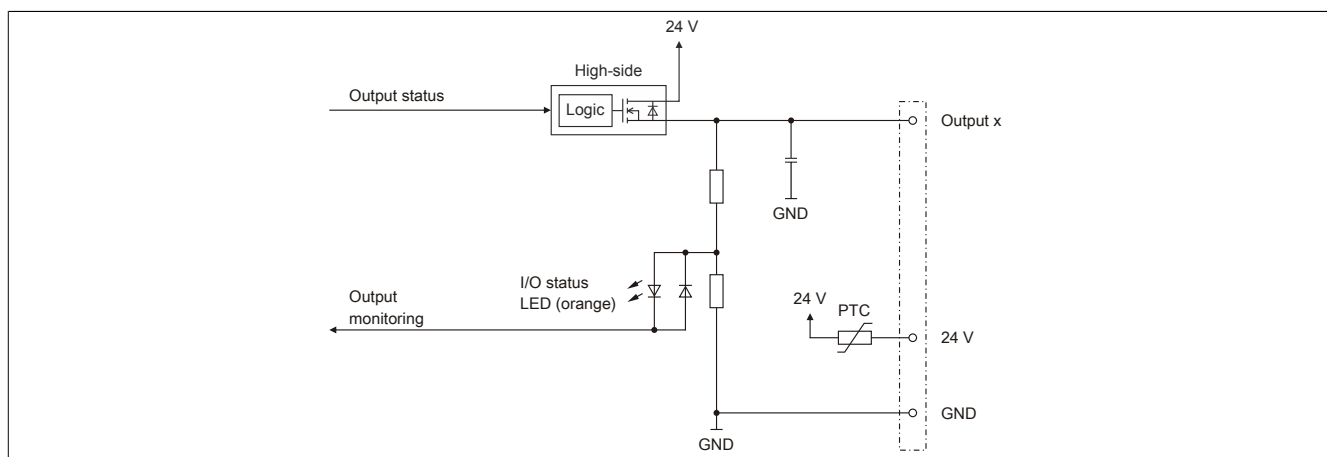 24 V
High-side
Output status
Logic
Output x
GND
I/O status
LED (orange)
Output
monitoring
24 V
PTC
24 V
GND
GND